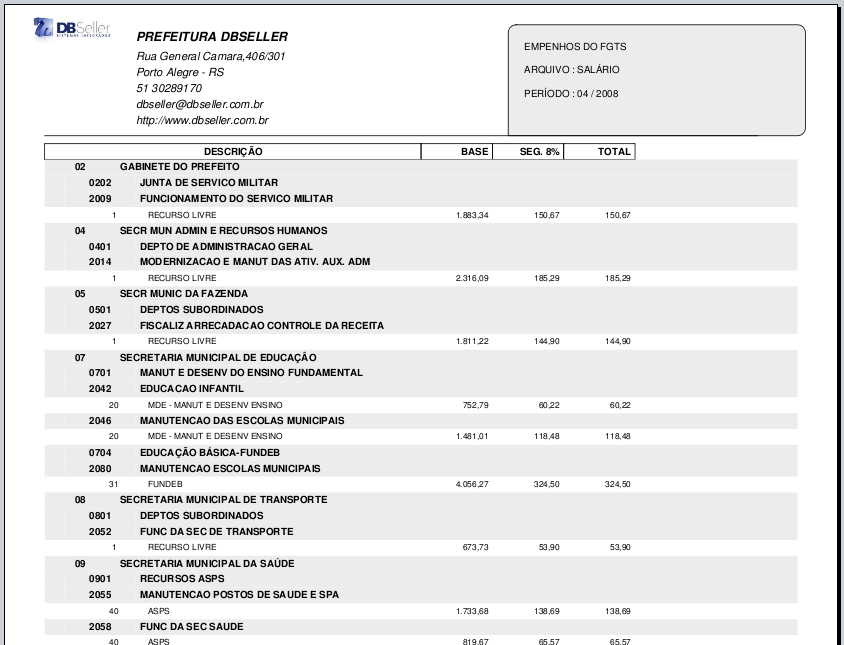 DBSeller
SISTEMAS INTEGRADOS
PREFEITURA DBSELLER
Rua General Camara,406/301
Porto Alegre - RS
51 30289170
dbseller@dbseller.com.br
http://www.dbseller.com.br
EMPENHOS DO FGTS
ARQUIVO : SALÁRIO
PERÍODO : 04 / 2008
DESCRIÇÃO BASE SEG. 8% TOTAL
02 GABINETE DO PREFEITO
0202 JUNTA DE SERVICO MILITAR
2009 FUNCIONAMENTO DO SERVICO MILITAR
1 RECURSO LIVRE 1.883,34 150,67 150,67
04 SECR MUN ADMIN E RECURSOS HUMANOS
0401 DEPTO DE ADMINISTRACAO GERAL
2014 MODERNIZACAO E MANUT DAS ATIV. AUX. ADM
1 RECURSO LIVRE 2.316,09 185,29 185,29
05 SECR MUNIC DA FAZENDA
0501 DEPTOS SUBORDINADOS
2027 FISCALIZ ARRECADACAO CONTROLE DA RECEITA
1 RECURSO LIVRE 1.811,22 144,90 144,90
07 SECRETARIA MUNICIPAL DE EDUCAÇÃO
0701 MANUT E DESENV DO ENSINO FUNDAMENTAL
2042 EDUCACAO INFANTIL
20 MDE - MANUT E DESENV ENSINO 752,79 60,22 60,22
2046 MANUTENCAO DAS ESCOLAS MUNICIPAIS
20 MDE - MANUT E DESENV ENSINO 1.481,01 118,48 118,48
0704 EDUCAÇÃO BÁSICA-FUNDEB
2080 MANUTENCAO ESCOLAS MUNICIPAIS
31 FUNDEB 4.056,27 324,50 324,50
08 SECRETARIA MUNICIPAL DE TRANSPORTE
0801 DEPTOS SUBORDINADOS
2052 FUNC DA SEC DE TRANSPORTE
1 RECURSO LIVRE 673,73 53,90 53,90
09 SECRETARIA MUNICIPAL DA SAÚDE
0901 RECURSOS ASPS
2055 MANUTENCAO POSTOS DE SAUDE E SPA
40 ASPS 1.733,68 138,69 138,69
2058 FUNC DA SEC SAUDE
40 ASPS 819,67 65,57 65,57